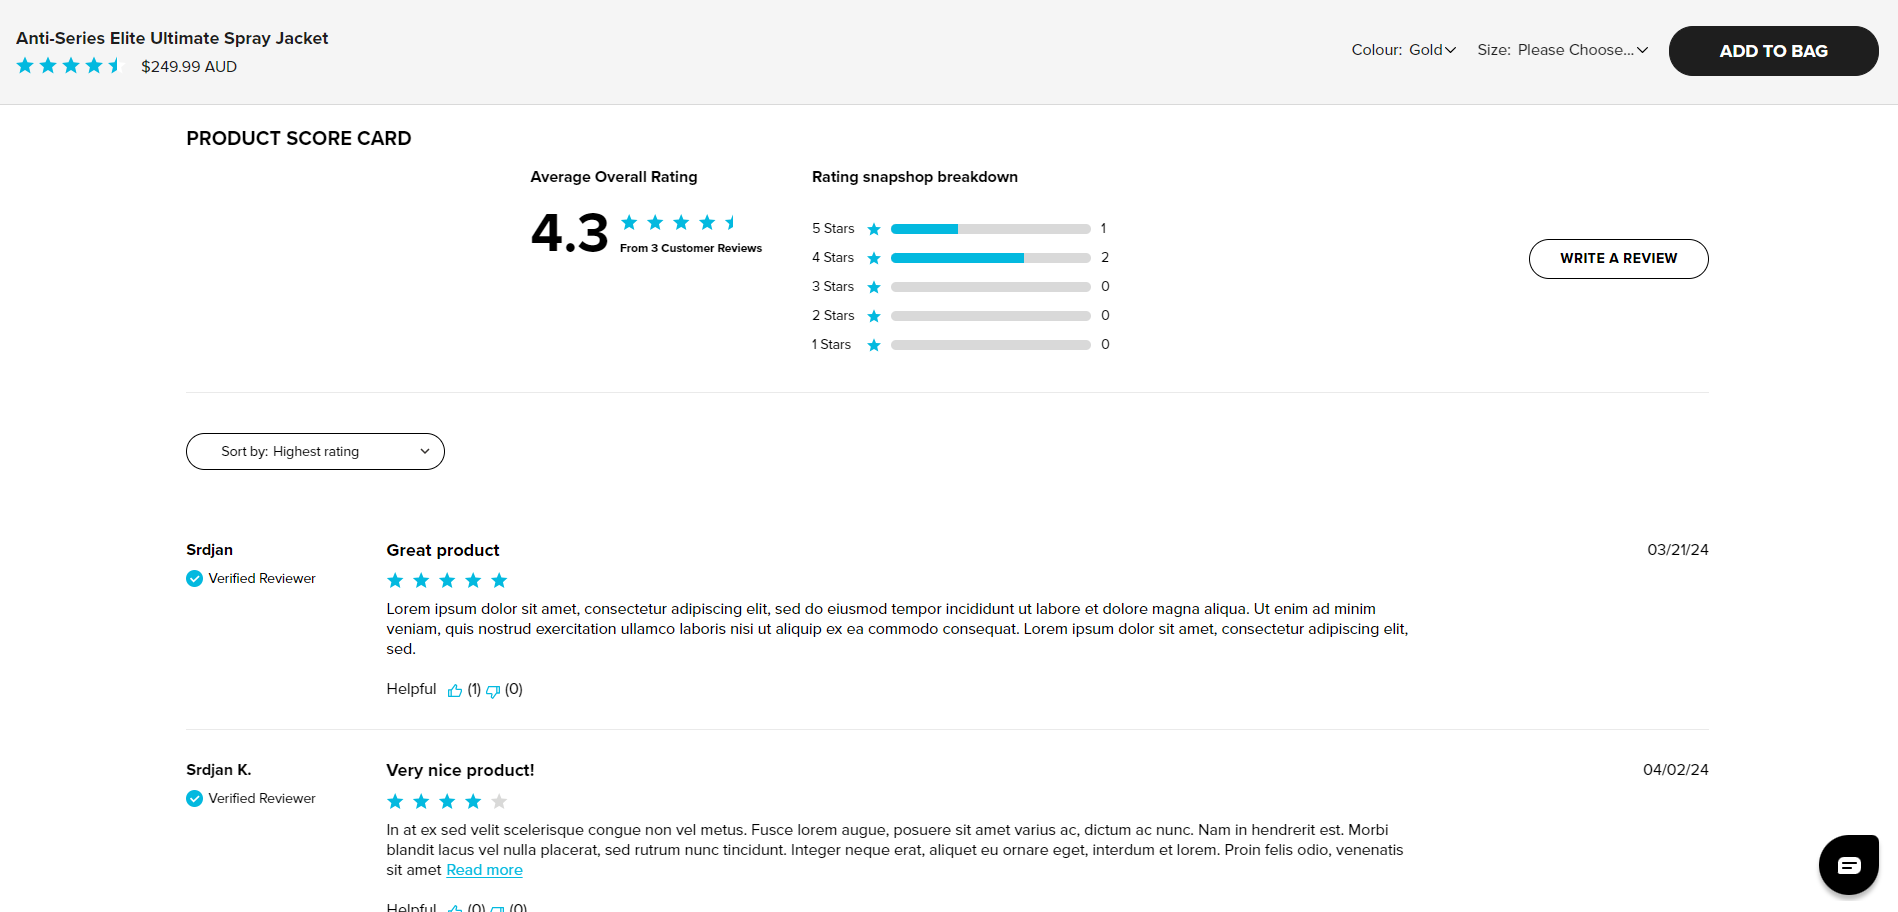 Anti-Series Elite Ultimate Spray Jacket
$249.99 AUD
Colour: Gold
Size: Please Choose...
ADD TO BAG
PRODUCT SCORE CARD
Average Overall Rating
4.3
From 3 Customer Reviews
Rating snapshop breakdown
5 Stars 1
4 Stars 2
3 Stars 0
2 Stars 0
1 Stars 0
WRITE A REVIEW
Sort by: Highest rating
Srdjan
Verified Reviewer
Great product
03/21/24
Lorem ipsum dolor sit amet, consectetur adipiscing elit, sed do eiusmod tempor incididunt ut labore et dolore magna aliqua. Ut enim ad minim
veniam, quis nostrud exercitation ullamco laboris nisi ut aliquip ex ea commodo consequat. Lorem ipsum dolor sit amet, consectetur adipiscing elit,
sed.
Helpful (1) (0)
Srdjan K.
Verified Reviewer
Very nice product!
04/02/24
In at ex sed velit scelerisque congue non vel metus. Fusce lorem augue, posuere sit amet varius ac, dictum ac nunc. Nam in hendrerit est. Morbi
blandit lacus vel nulla placerat, sed rutrum nunc tincidunt. Integer neque erat, aliquet eu ornare eget, interdum et lorem. Proin felis odio, venenatis
sit amet Read more
Helpful (0) (0)